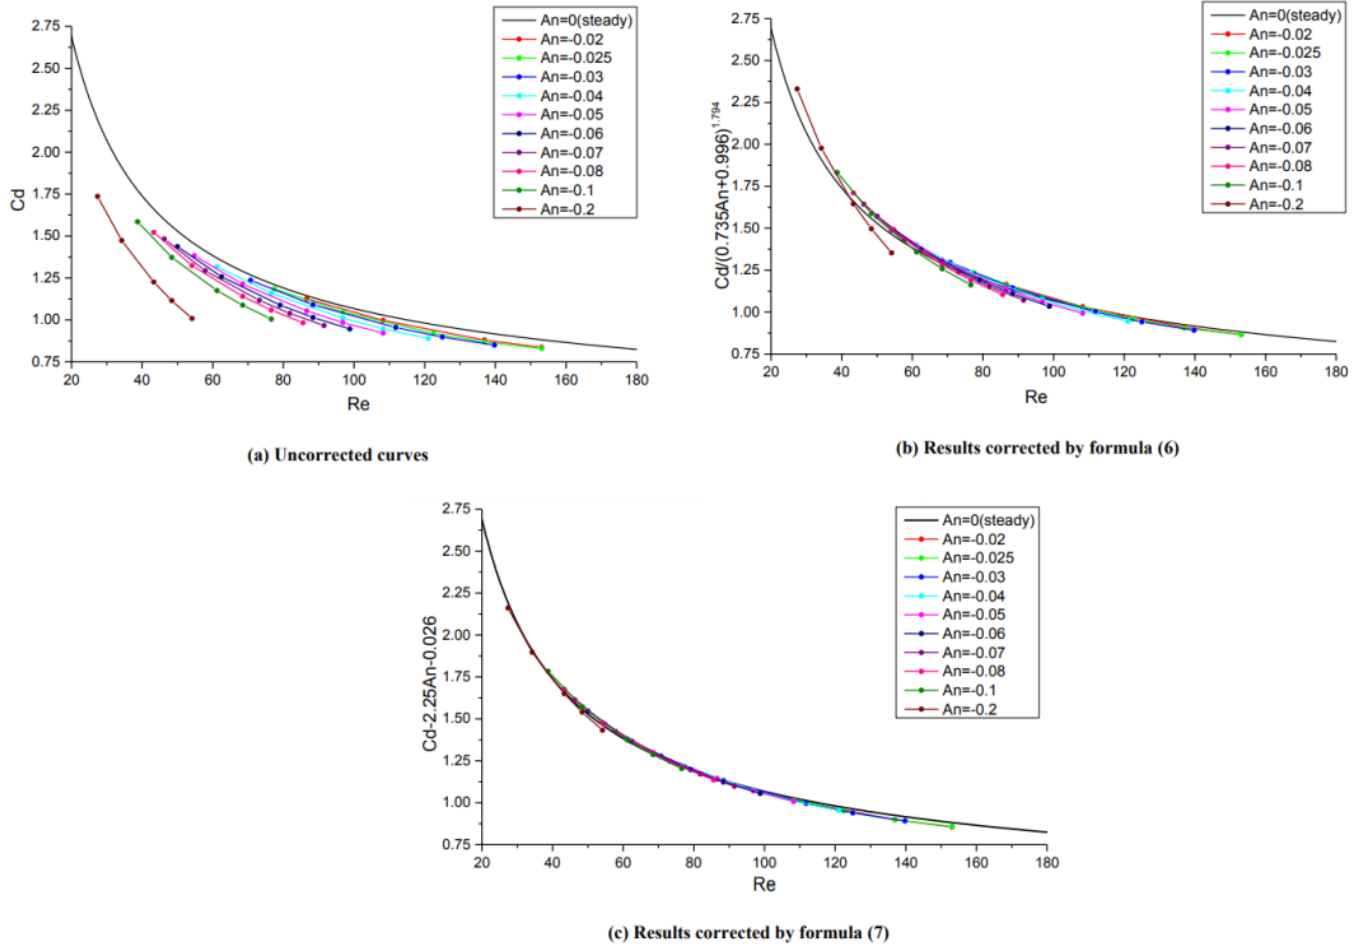 2.75
2.50
2.25
2.00
1.75
1.50
1.25
1.00
0.75
Cd
20 40 60 80 100 120 140 160 180
Re
An=0(steady)
An=-0.02
An=-0.025
An=-0.03
An=-0.04
An=-0.05
An=-0.06
An=-0.07
An=-0.08
An=-0.1
An=-0.2
(a) Uncorrected curves
2.75
2.50
2.25
2.00
1.75
1.50
1.25
1.00
0.75
Cd/(0.735An+0.996)^1.794
20 40 60 80 100 120 140 160 180
Re
An=0(steady)
An=-0.02
An=-0.025
An=-0.03
An=-0.04
An=-0.05
An=-0.06
An=-0.07
An=-0.08
An=-0.1
An=-0.2
(b) Results corrected by formula (6)
2.75
2.50
2.25
2.00
1.75
1.50
1.25
1.00
0.75
Cd-2.25An-0.026
20 40 60 80 100 120 140 160 180
Re
An=0(steady)
An=-0.02
An=-0.025
An=-0.03
An=-0.04
An=-0.05
An=-0.06
An=-0.07
An=-0.08
An=-0.1
An=-0.2
(c) Results corrected by formula (7)